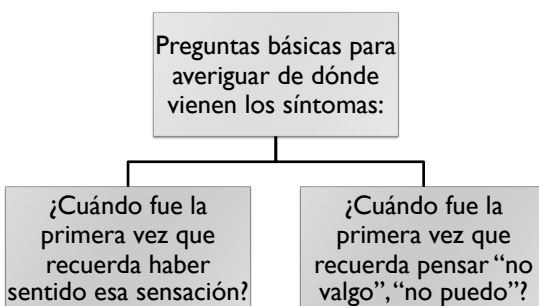 Preguntas básicas para
averiguar de dónde
vienen los síntomas:
¿Cuándo fue la
primera vez que
recuerda haber
sentido esa sensación?
¿Cuándo fue la
primera vez que
recuerda pensar “no
valgo”, “no puedo”?